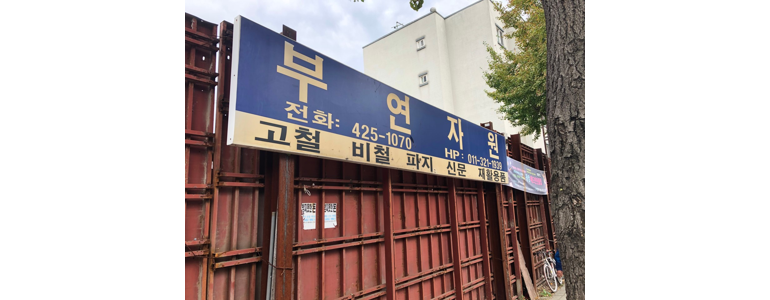 부연자원
전화: 425-1070 HP: 011-321-1939
고철 비철 파지 신문 재활용품